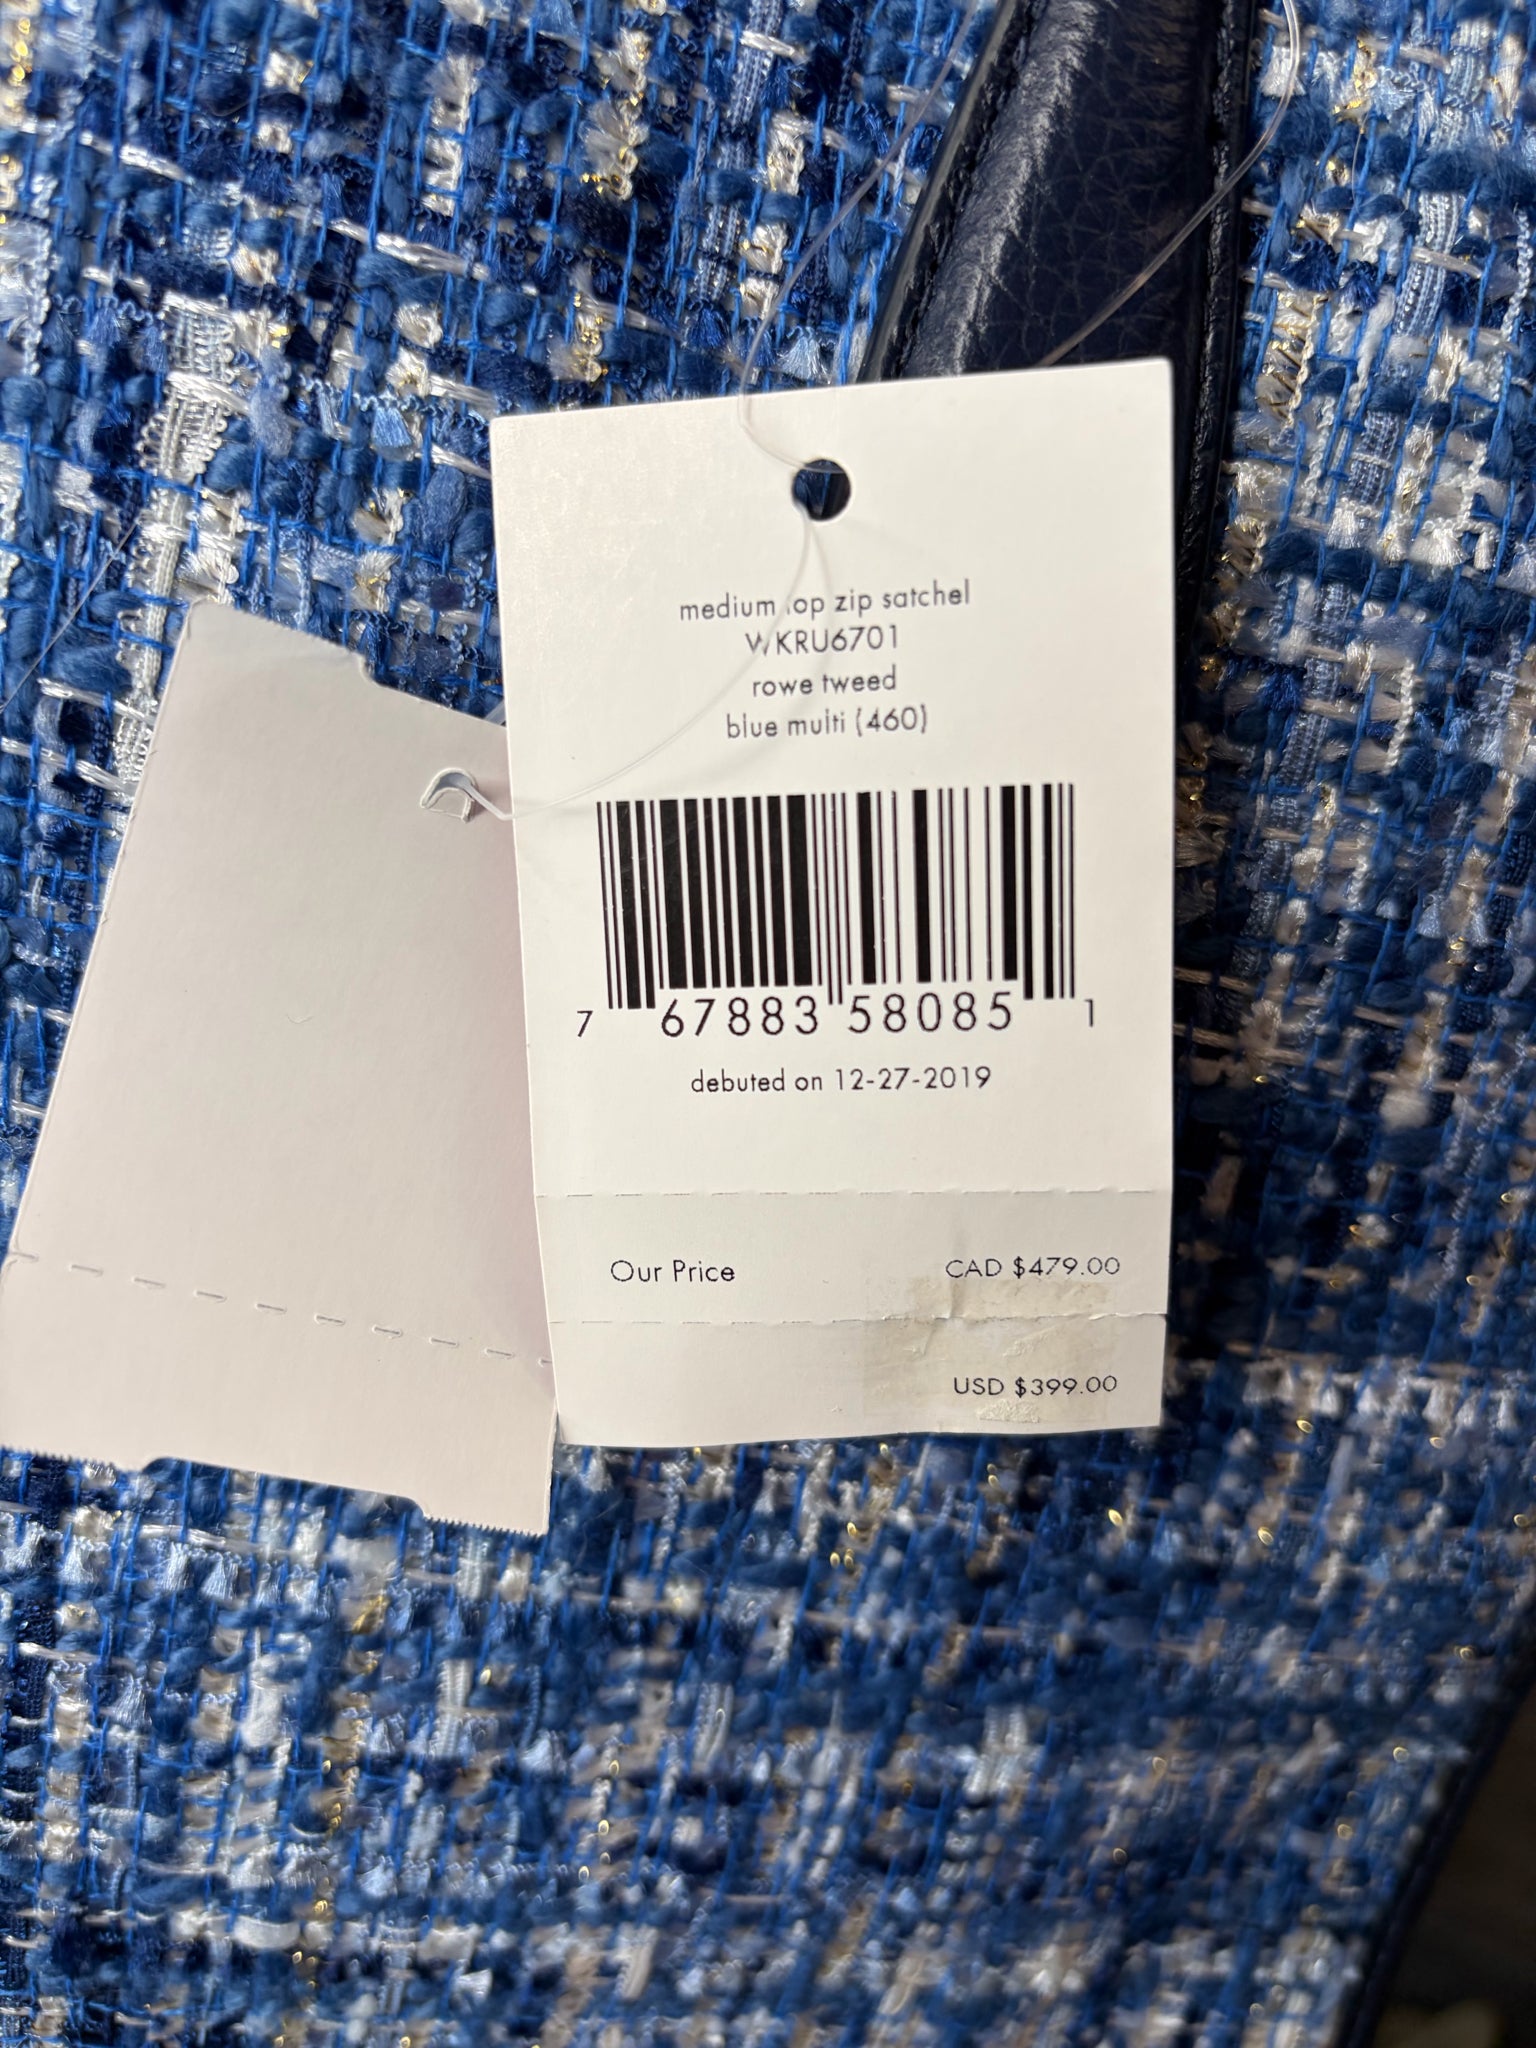 medium top zip satchel
WKRU6701
rowe tweed
blue multi (460)
7 67883 58085 1
debuted on 12-27-2019
Our Price CAD $479.00
USD $399.00